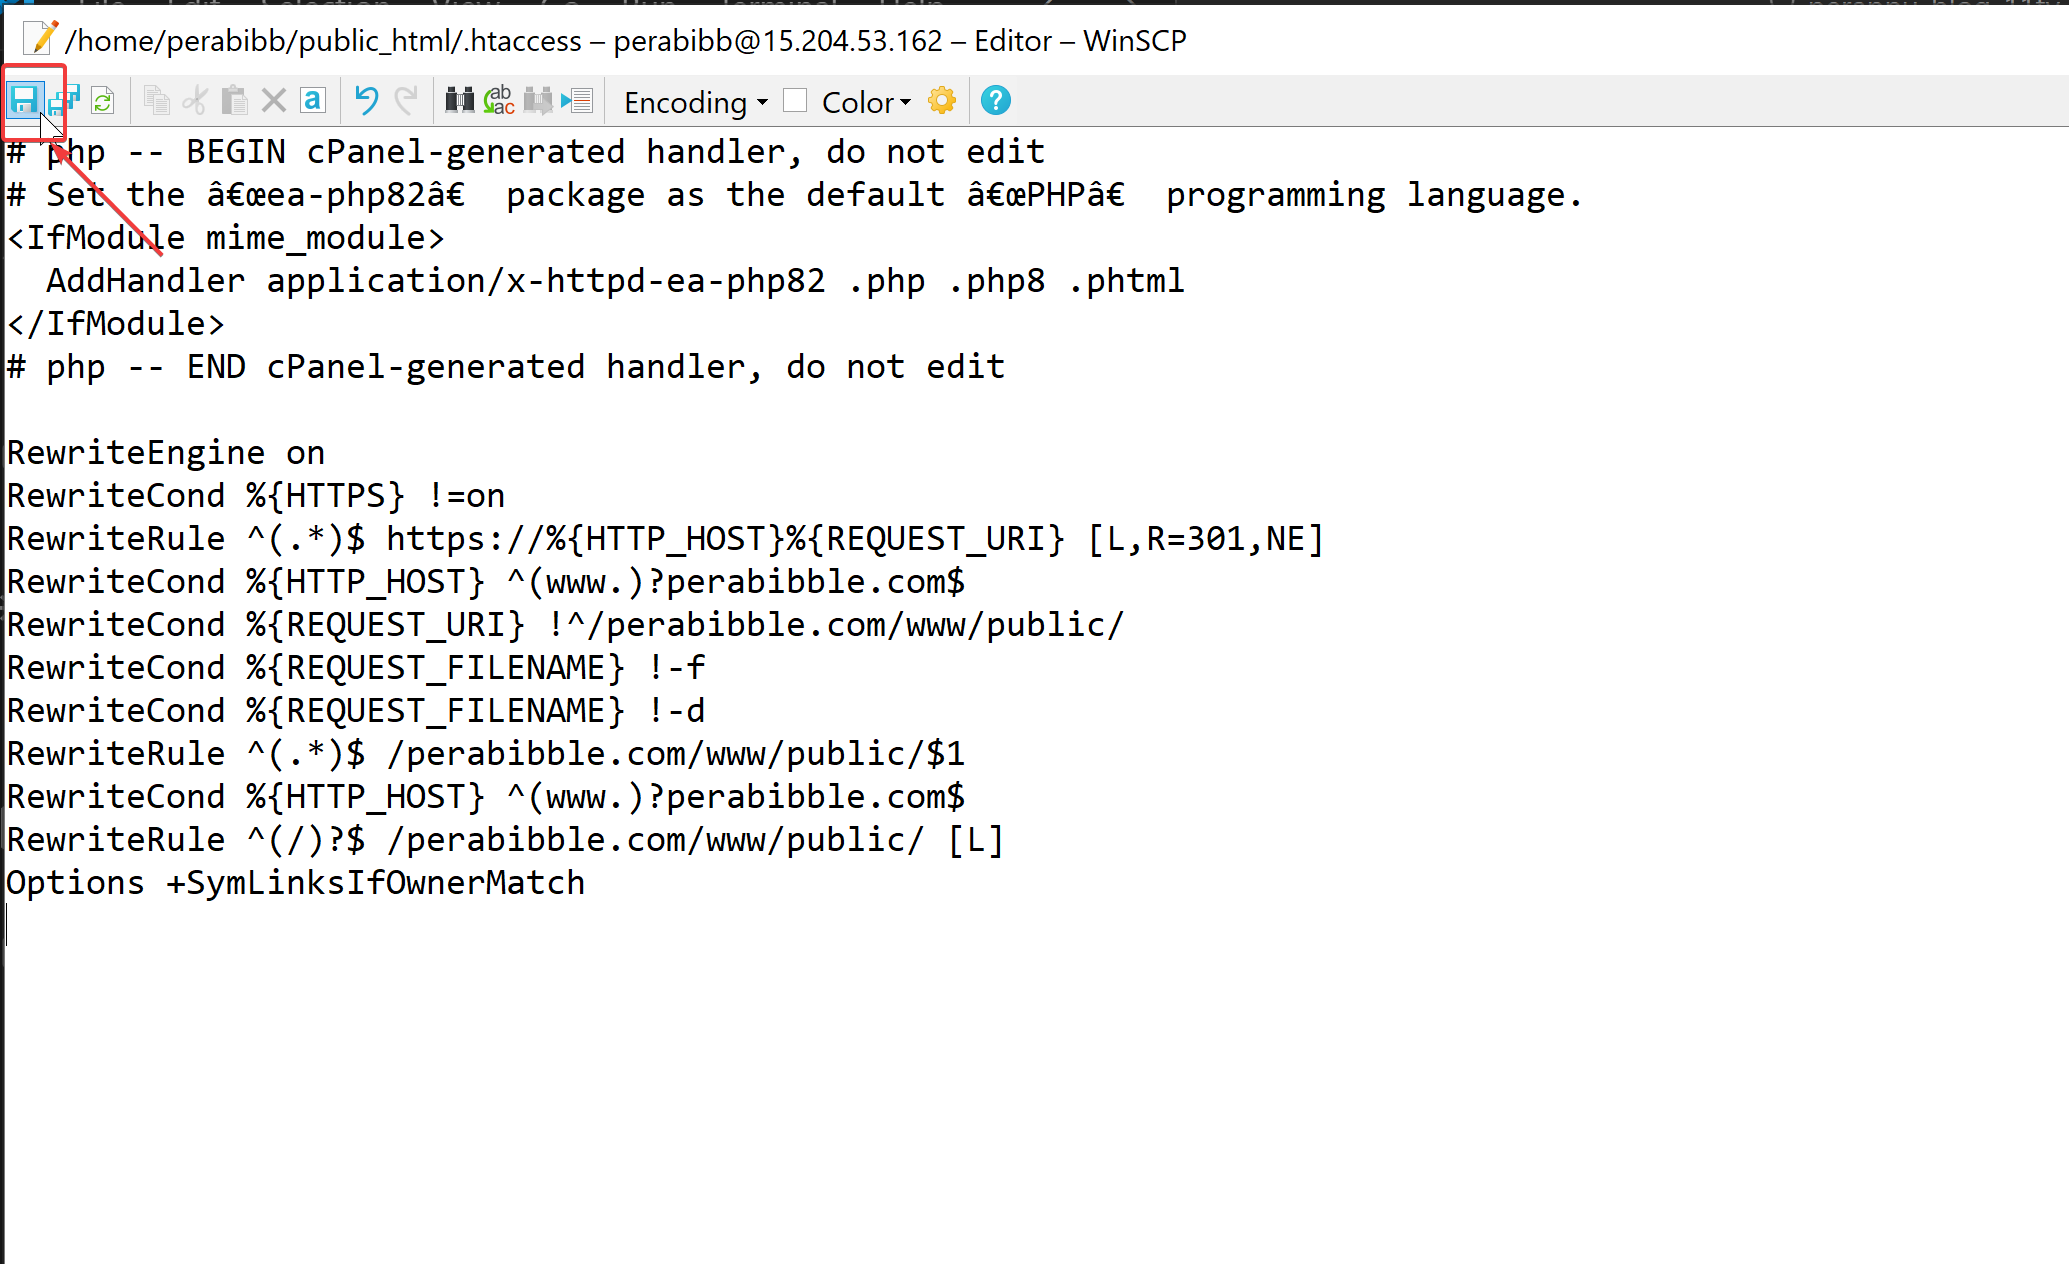 /home/perabibb/public_html/.htaccess – perabibb@15.204.53.162 – Editor – WinSCP
Encoding Color
# php -- BEGIN cPanel-generated handler, do not edit
# Set the â€œea-php82â€  package as the default â€œPHPâ€  programming language.
<IfModule mime_module>
  AddHandler application/x-httpd-ea-php82 .php .php8 .phtml
</IfModule>
# php -- END cPanel-generated handler, do not edit
RewriteEngine on
RewriteCond %{HTTPS} !=on
RewriteRule ^(.*)$ https://%{HTTP_HOST}%{REQUEST_URI} [L,R=301,NE]
RewriteCond %{HTTP_HOST} ^(www.)?perabibble.com$
RewriteCond %{REQUEST_URI} !^/perabibble.com/www/public/
RewriteCond %{REQUEST_FILENAME} !-f
RewriteCond %{REQUEST_FILENAME} !-d
RewriteRule ^(.*)$ /perabibble.com/www/public/$1
RewriteCond %{HTTP_HOST} ^(www.)?perabibble.com$
RewriteRule ^(/)?$ /perabibble.com/www/public/ [L]
Options +SymLinksIfOwnerMatch